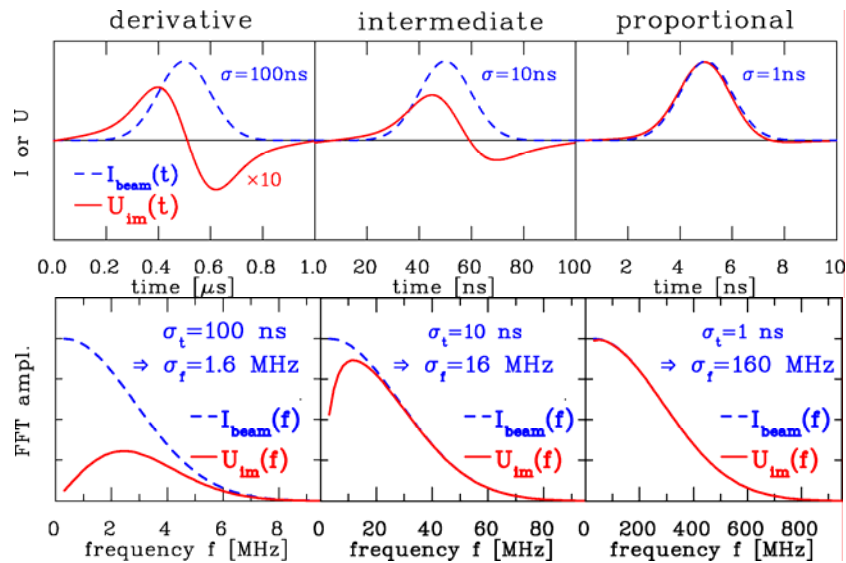 derivative
intermediate
proportional
σ=100ns
σ=10ns
σ=1ns
I or U
I_beam(t)
U_im(t)
×10
0.0 0.2 0.4 0.6 0.8 1.0 20 40 60 80 100 2 4 6 8 10
time [μs]
time [ns]
time [ns]
σ_t=100 ns
⇒ σ_f=1.6 MHz
σ_t=10 ns
⇒ σ_f=16 MHz
σ_t=1 ns
⇒ σ_f=160 MHz
FFT ampl.
I_beam(f)
U_im(f)
I_beam(f)
U_im(f)
I_beam(f)
U_im(f)
0 2 4 6 8 0 20 40 60 80 200 400 600 800
frequency f [MHz]
frequency f [MHz]
frequency f [MHz]